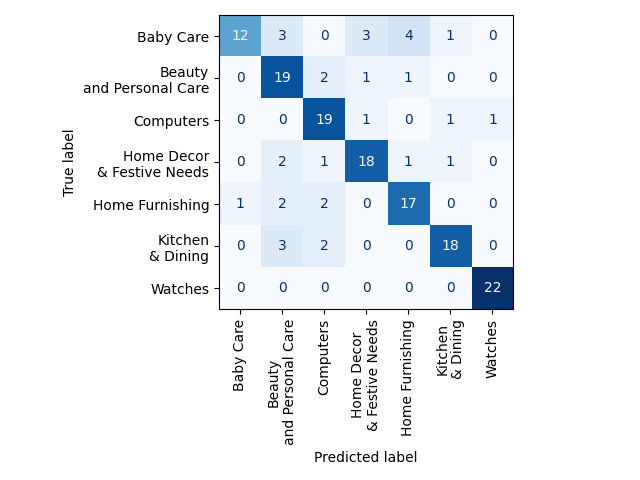 Baby Care 12 3 0 3 4 1 0
Beauty
and Personal Care 0 19 2 1 1 0 0
Computers 0 0 19 1 0 1 1
Home Decor
& Festive Needs 0 2 1 18 1 1 0
Home Furnishing 1 2 2 0 17 0 0
Kitchen
& Dining 0 3 2 0 0 18 0
Watches 0 0 0 0 0 0 22
True label
Baby Care
Beauty
and Personal Care
Computers
Home Decor
& Festive Needs
Home Furnishing
Kitchen
& Dining
Watches
Predicted label